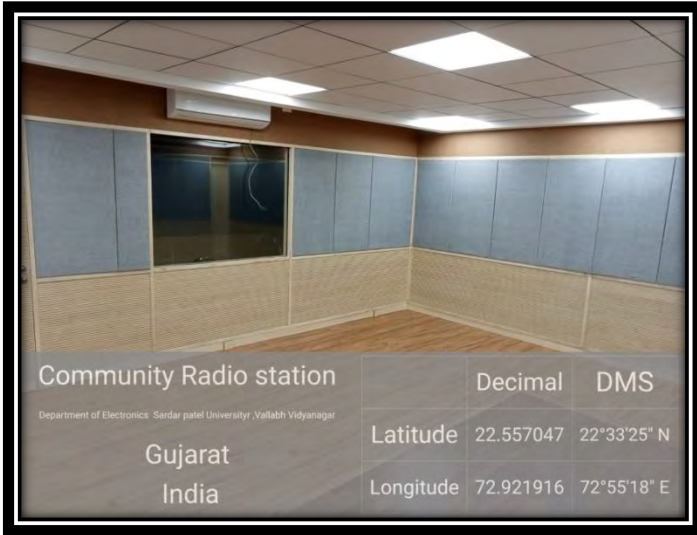 Community Radio station
Department of Electronics Sardar patel Universityr ,Vallabh Vidyanagar
Gujarat
India
Decimal DMS
Latitude 22.557047 22°33'25" N
Longitude 72.921916 72°55'18" E